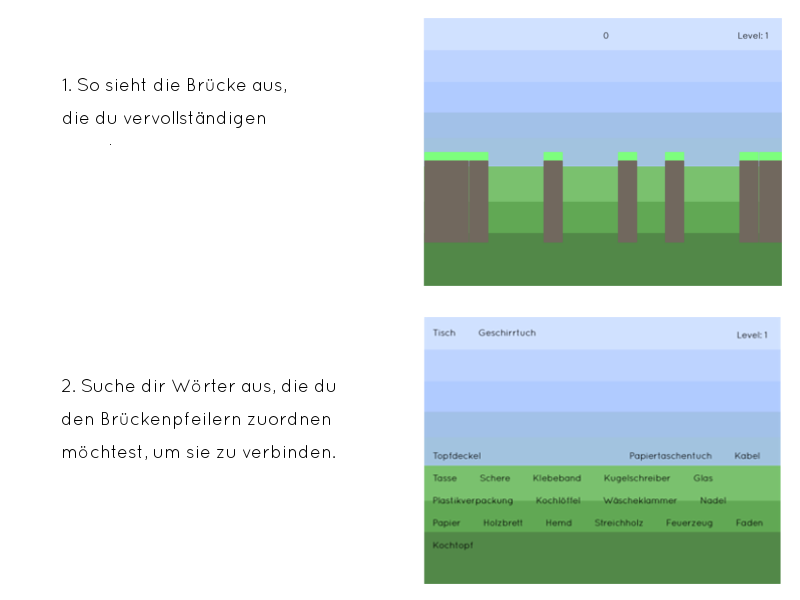 0 Level: 1
1. So sieht die Brücke aus,
die du vervollständigen
Tisch Geschirrtuch Level: 1
2. Suche dir Wörter aus, die du
den Brückenpfeilern zuordnen
möchtest, um sie zu verbinden.
Topfdeckel Papiertaschentuch Kabel
Tasse Schere Klebeband Kugelschreiber Glas
Plastikverpackung Kochlöffel Wäscheklammer Nadel
Papier Holzbrett Hemd Streichholz Feuerzeug Faden
Kochtopf